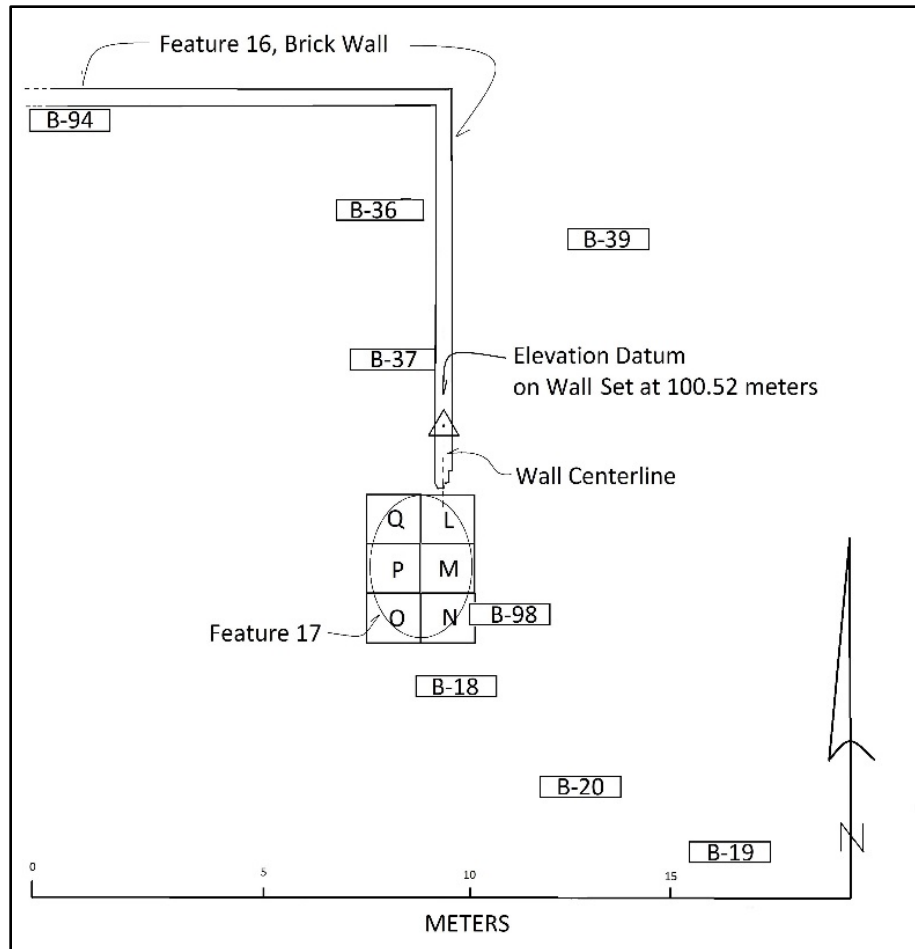 Feature 16, Brick Wall
B-94
B-36
B-39
B-37
Elevation Datum
on Wall Set at 100.52 meters
Wall Centerline
Q L
P M
O N
B-98
Feature 17
B-18
B-20
B-19
N
0 5 10 15
METERS